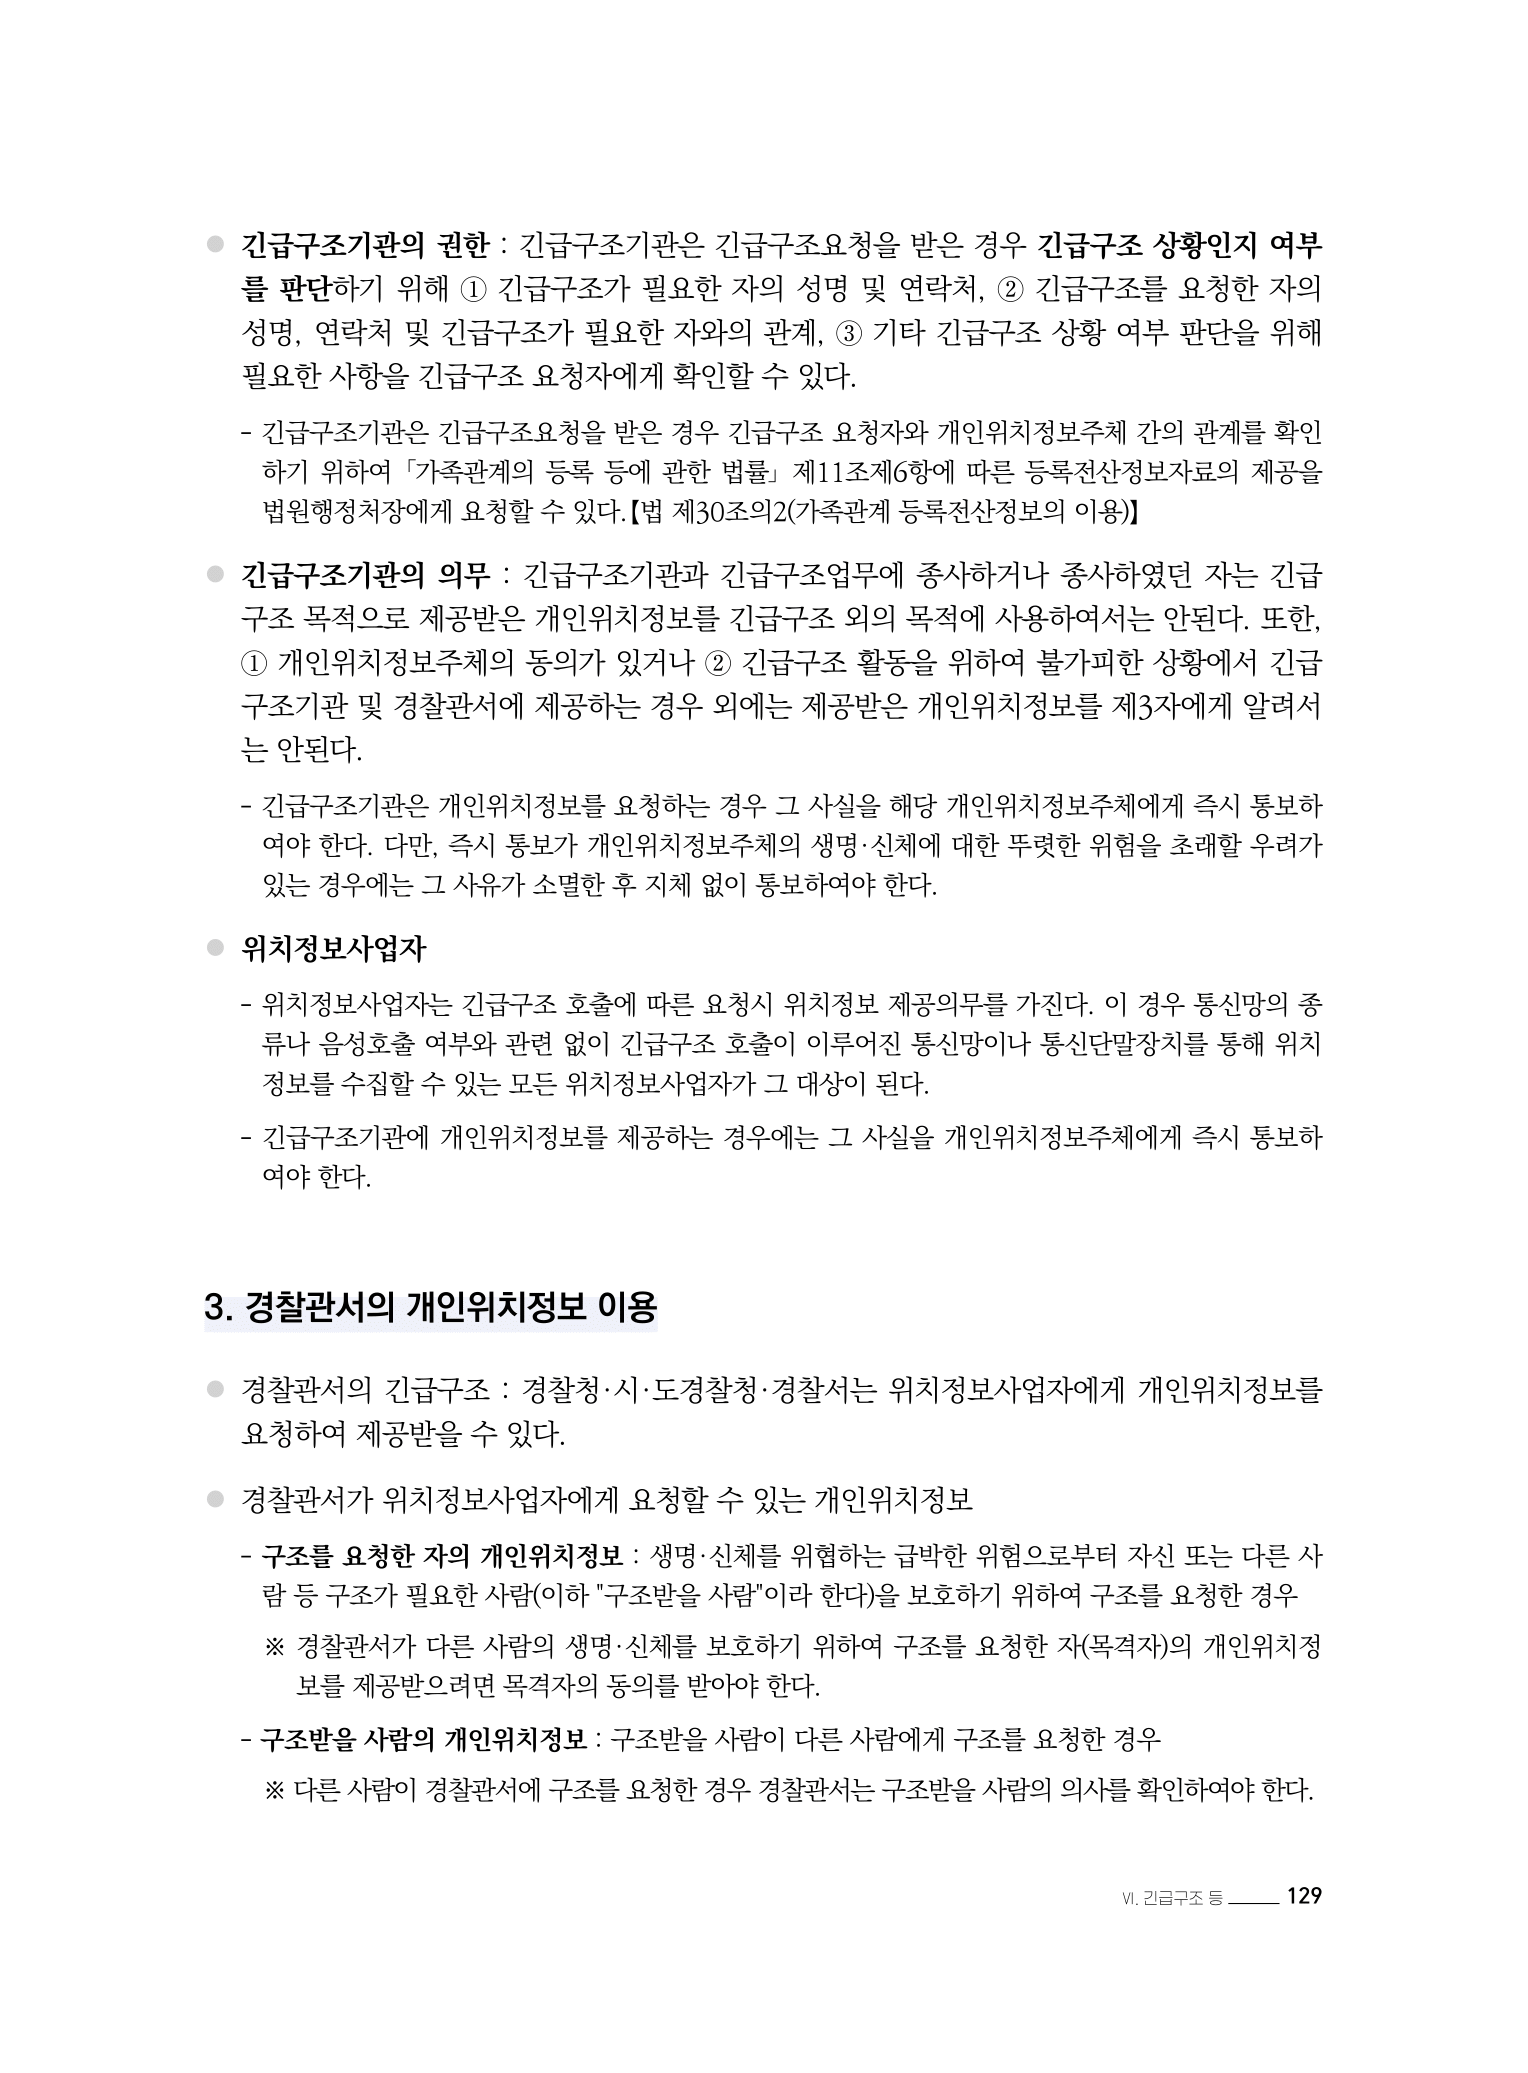 ● 긴급구조기관의 권한 : 긴급구조기관은 긴급구조요청을 받은 경우 긴급구조 상황인지 여부
를 판단하기 위해 ① 긴급구조가 필요한 자의 성명 및 연락처, ② 긴급구조를 요청한 자의
성명, 연락처 및 긴급구조가 필요한 자와의 관계, ③ 기타 긴급구조 상황 여부 판단을 위해
필요한 사항을 긴급구조 요청자에게 확인할 수 있다.
- 긴급구조기관은 긴급구조요청을 받은 경우 긴급구조 요청자와 개인위치정보주체 간의 관계를 확인
하기 위하여 「가족관계의 등록 등에 관한 법률」 제11조제6항에 따른 등록전산정보자료의 제공을
법원행정처장에게 요청할 수 있다.【법 제30조의2(가족관계 등록전산정보의 이용)】
● 긴급구조기관의 의무 : 긴급구조기관과 긴급구조업무에 종사하거나 종사하였던 자는 긴급
구조 목적으로 제공받은 개인위치정보를 긴급구조 외의 목적에 사용하여서는 안된다. 또한,
① 개인위치정보주체의 동의가 있거나 ② 긴급구조 활동을 위하여 불가피한 상황에서 긴급
구조기관 및 경찰관서에 제공하는 경우 외에는 제공받은 개인위치정보를 제3자에게 알려서
는 안된다.
- 긴급구조기관은 개인위치정보를 요청하는 경우 그 사실을 해당 개인위치정보주체에게 즉시 통보하
여야 한다. 다만, 즉시 통보가 개인위치정보주체의 생명·신체에 대한 뚜렷한 위험을 초래할 우려가
있는 경우에는 그 사유가 소멸한 후 지체 없이 통보하여야 한다.
● 위치정보사업자
- 위치정보사업자는 긴급구조 호출에 따른 요청시 위치정보 제공의무를 가진다. 이 경우 통신망의 종
류나 음성호출 여부와 관련 없이 긴급구조 호출이 이루어진 통신망이나 통신단말장치를 통해 위치
정보를 수집할 수 있는 모든 위치정보사업자가 그 대상이 된다.
- 긴급구조기관에 개인위치정보를 제공하는 경우에는 그 사실을 개인위치정보주체에게 즉시 통보하
여야 한다.
3. 경찰관서의 개인위치정보 이용
● 경찰관서의 긴급구조 : 경찰청·시·도경찰청·경찰서는 위치정보사업자에게 개인위치정보를
요청하여 제공받을 수 있다.
● 경찰관서가 위치정보사업자에게 요청할 수 있는 개인위치정보
- 구조를 요청한 자의 개인위치정보 : 생명·신체를 위협하는 급박한 위험으로부터 자신 또는 다른 사
람 등 구조가 필요한 사람(이하 "구조받을 사람"이라 한다)을 보호하기 위하여 구조를 요청한 경우
※ 경찰관서가 다른 사람의 생명·신체를 보호하기 위하여 구조를 요청한 자(목격자)의 개인위치정
보를 제공받으려면 목격자의 동의를 받아야 한다.
- 구조받을 사람의 개인위치정보 : 구조받을 사람이 다른 사람에게 구조를 요청한 경우
※ 다른 사람이 경찰관서에 구조를 요청한 경우 경찰관서는 구조받을 사람의 의사를 확인하여야 한다.
Ⅵ. 긴급구조 등 129